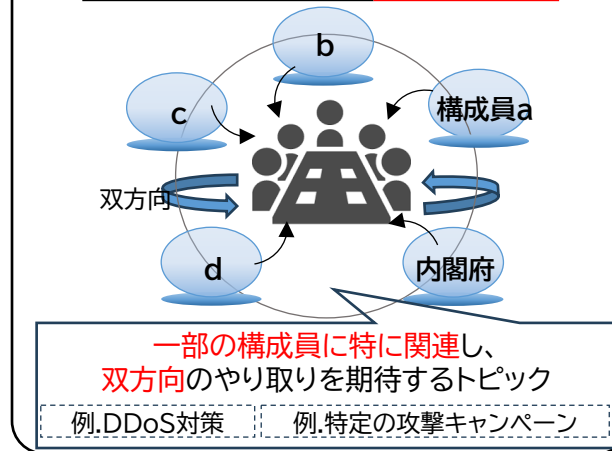 b
c
構成員a
双方向
d
内閣府
一部の構成員に特に関連し、
双方向のやり取りを期待するトピック
例.DDoS対策
例.特定の攻撃キャンペーン